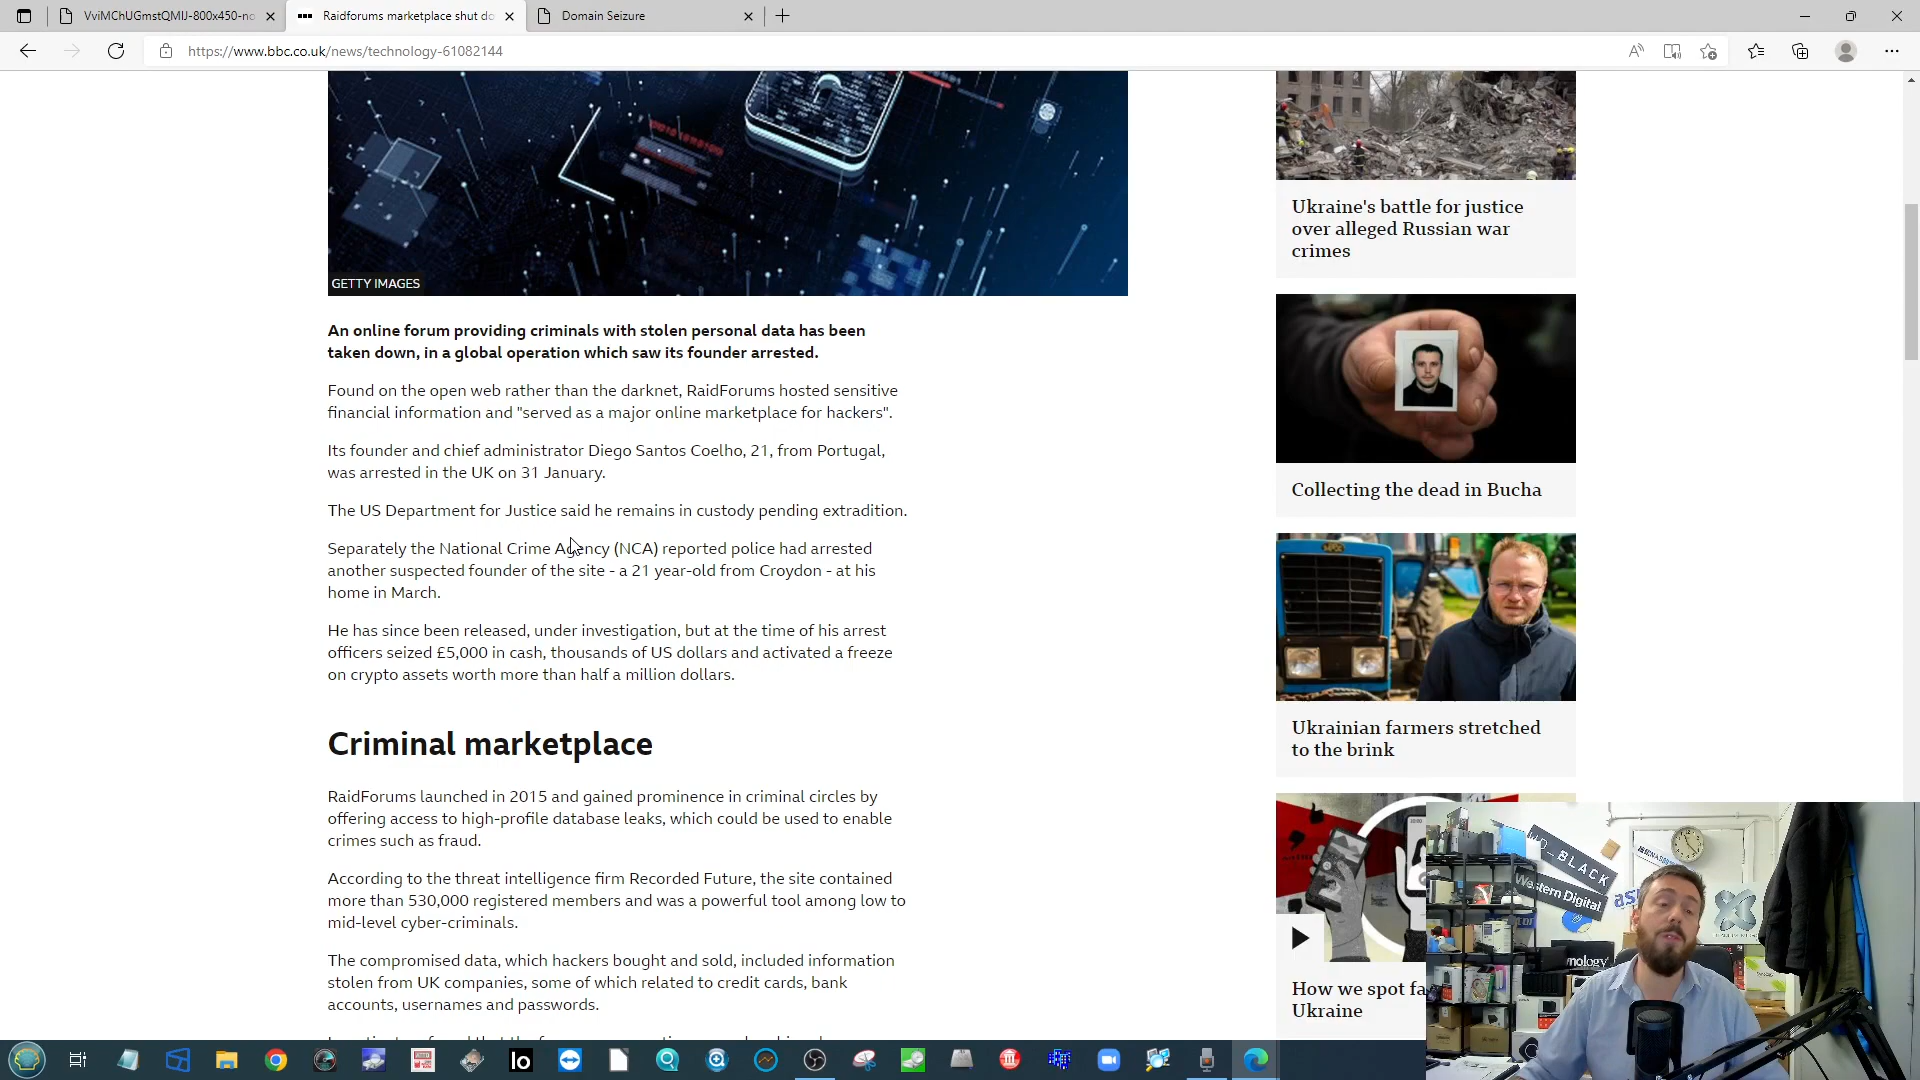 VviMChUGmstQMIJ-800x450-no
Raidforums marketplace shut do
Domain Seizure
https://www.bbc.co.uk/news/technology-61082144
GETTY IMAGES
An online forum providing criminals with stolen personal data has been
taken down, in a global operation which saw its founder arrested.
Found on the open web rather than the darknet, RaidForums hosted sensitive
financial information and "served as a major online marketplace for hackers".
Its founder and chief administrator Diego Santos Coelho, 21, from Portugal,
was arrested in the UK on 31 January.
The US Department for Justice said he remains in custody pending extradition.
Separately the National Crime Agency (NCA) reported police had arrested
another suspected founder of the site - a 21 year-old from Croydon - at his
home in March.
He has since been released, under investigation, but at the time of his arrest
officers seized £5,000 in cash, thousands of US dollars and activated a freeze
on crypto assets worth more than half a million dollars.
Criminal marketplace
RaidForums launched in 2015 and gained prominence in criminal circles by
offering access to high-profile database leaks, which could be used to enable
crimes such as fraud.
According to the threat intelligence firm Recorded Future, the site contained
more than 530,000 registered members and was a powerful tool among low to
mid-level cyber-criminals.
The compromised data, which hackers bought and sold, included information
stolen from UK companies, some of which related to credit cards, bank
accounts, usernames and passwords.
Ukraine's battle for justice
over alleged Russian war
crimes
Collecting the dead in Bucha
Ukrainian farmers stretched
to the brink
How we spot fa
Ukraine
WD_BLACK
Western Digital
as
nology
Io